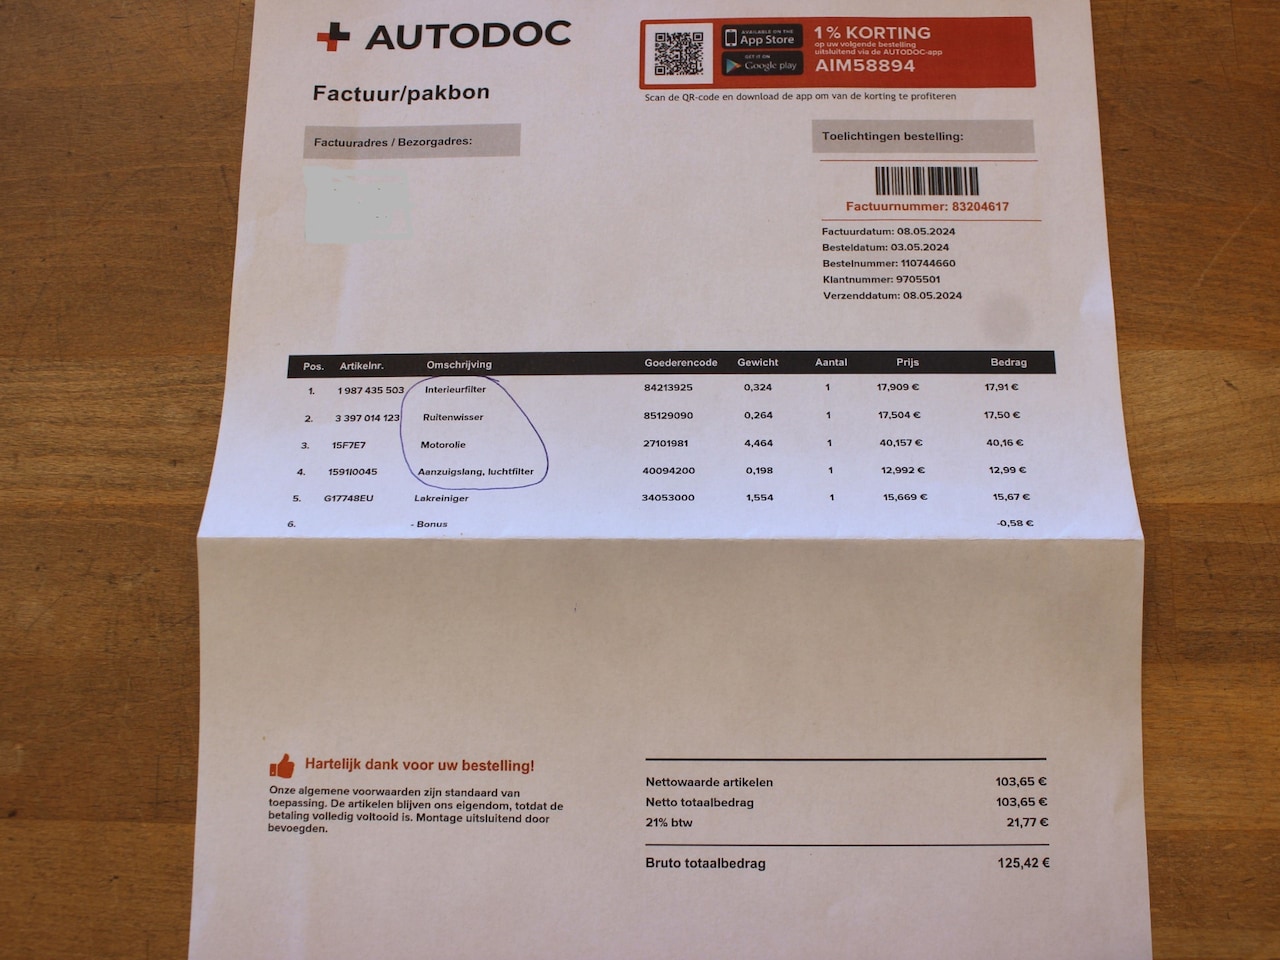 AUTODOC
Factuur/pakbon
AVAILABLE ON THE
App Store
GET IT ON
Google play
1% KORTING
op uw volgende bestelling
uitsluitend via de AUTODOC-app
AIM58894
Scan de QR-code en download de app om van de korting te profiteren
Factuuradres / Bezorgadres:
Toelichtingen bestelling:
Factuurnummer: 83204617
Factuurdatum: 08.05.2024
Besteldatum: 03.05.2024
Bestelnummer: 110744660
Klantnummer: 9705501
Verzenddatum: 08.05.2024
Pos. Artikelnr. Omschrijving Goederencode Gewicht Aantal Prijs Bedrag
1. 1 987 435 503 Interieurfilter 84213925 0,324 1 17,909 € 17,91 €
2. 3 397 014 123 Ruitenwisser 85129090 0,264 1 17,504 € 17,50 €
3. 15F7E7 Motorolie 27101981 4,464 1 40,157 € 40,16 €
4. 1591I0045 Aanzuigslang, luchtfilter 40094200 0,198 1 12,992 € 12,99 €
5. G17748EU Lakreiniger 34053000 1,554 1 15,669 € 15,67 €
6. - Bonus -0,58 €
Hartelijk dank voor uw bestelling!
Onze algemene voorwaarden zijn standaard van
toepassing. De artikelen blijven ons eigendom, totdat de
betaling volledig voltooid is. Montage uitsluitend door
bevoegden.
Nettowaarde artikelen 103,65 €
Netto totaalbedrag 103,65 €
21% btw 21,77 €
Bruto totaalbedrag 125,42 €